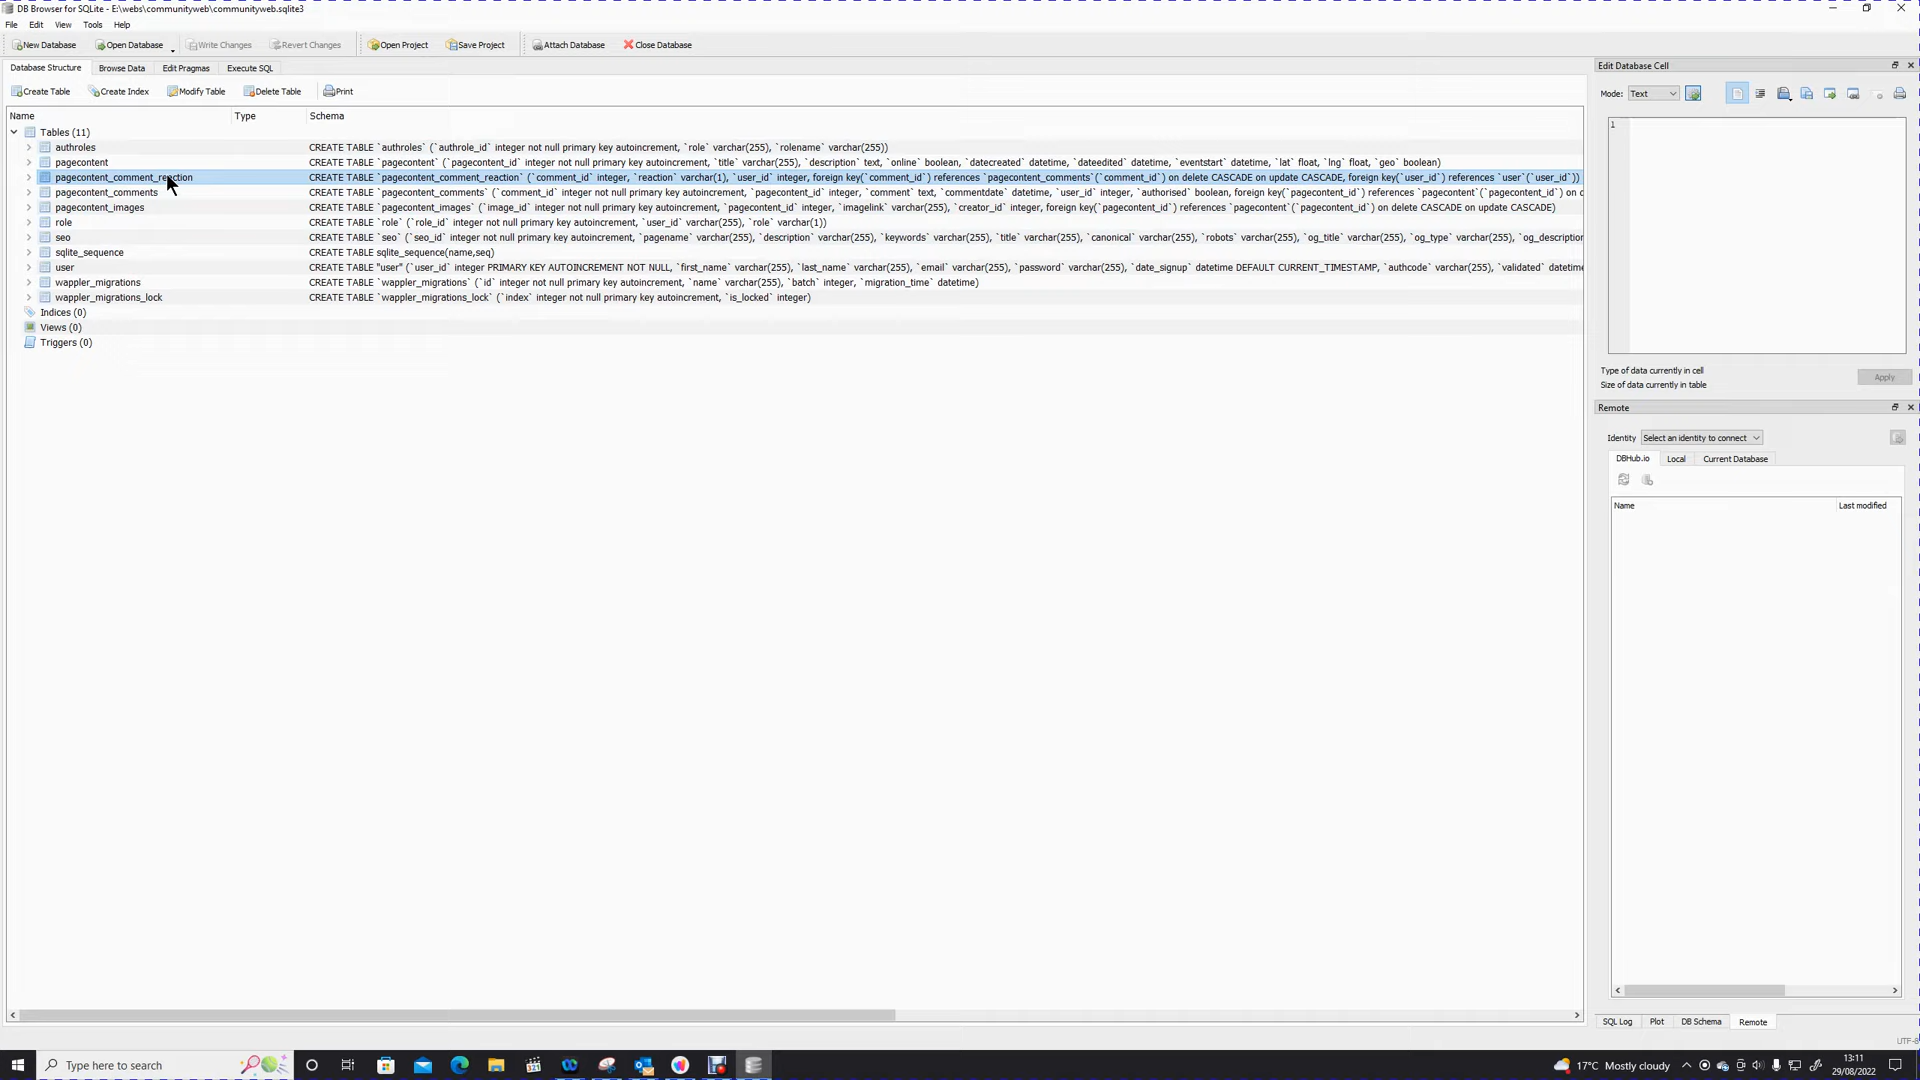 DB Browser for SQLite - E:\webs\communityweb\communityweb.sqlite3
File Edit View Tools Help
New Database Open Database Write Changes Revert Changes Open Project Save Project Attach Database Close Database
Database Structure Browse Data Edit Pragmas Execute SQL
Create Table Create Index Modify Table Delete Table Print
Name Type Schema
Tables (11)
authroles CREATE TABLE `authroles` (`authrole_id` integer not null primary key autoincrement, `role` varchar(255), `rolename` varchar(255))
pagecontent CREATE TABLE `pagecontent` (`pagecontent_id` integer not null primary key autoincrement, `title` varchar(255), `description` text, `online` boolean, `datecreated` datetime, `dateedited` datetime, `eventstart` datetime, `lat` float, `lng` float, `geo` boolean)
pagecontent_comment_reaction CREATE TABLE `pagecontent_comment_reaction` (`comment_id` integer, `reaction` varchar(1), `user_id` integer, foreign key(`comment_id`) references `pagecontent_comments`(`comment_id`) on delete CASCADE on update CASCADE, foreign key(`user_id`) references `user`(`user_id`))
pagecontent_comments CREATE TABLE `pagecontent_comments` (`comment_id` integer not null primary key autoincrement, `pagecontent_id` integer, `comment` text, `commentdate` datetime, `user_id` integer, `authorised` boolean, foreign key(`pagecontent_id`) references `pagecontent`(`pagecontent_id`) on d
pagecontent_images CREATE TABLE `pagecontent_images` (`image_id` integer not null primary key autoincrement, `pagecontent_id` integer, `imagelink` varchar(255), `creator_id` integer, foreign key(`pagecontent_id`) references `pagecontent`(`pagecontent_id`) on delete CASCADE on update CASCADE)
role CREATE TABLE `role` (`role_id` integer not null primary key autoincrement, `user_id` varchar(255), `role` varchar(1))
seo CREATE TABLE `seo` (`seo_id` integer not null primary key autoincrement, `pagename` varchar(255), `description` varchar(255), `keywords` varchar(255), `title` varchar(255), `canonical` varchar(255), `robots` varchar(255), `og_title` varchar(255), `og_type` varchar(255), `og_description
sqlite_sequence CREATE TABLE sqlite_sequence(name,seq)
user CREATE TABLE "user" (`user_id` integer PRIMARY KEY AUTOINCREMENT NOT NULL, `first_name` varchar(255), `last_name` varchar(255), `email` varchar(255), `password` varchar(255), `date_signup` datetime DEFAULT CURRENT_TIMESTAMP, `authcode` varchar(255), `validated` datetime
wappler_migrations CREATE TABLE `wappler_migrations` (`id` integer not null primary key autoincrement, `name` varchar(255), `batch` integer, `migration_time` datetime)
wappler_migrations_lock CREATE TABLE `wappler_migrations_lock` (`index` integer not null primary key autoincrement, `is_locked` integer)
Indices (0)
Views (0)
Triggers (0)
Edit Database Cell
Mode: Text
1
Type of data currently in cell
Size of data currently in table
Apply
Remote
Identity Select an identity to connect
DBHub.io Local Current Database
Name Last modified
SQL Log Plot DB Schema Remote
UTF-8
Type here to search
17°C Mostly cloudy
13:11
29/08/2022